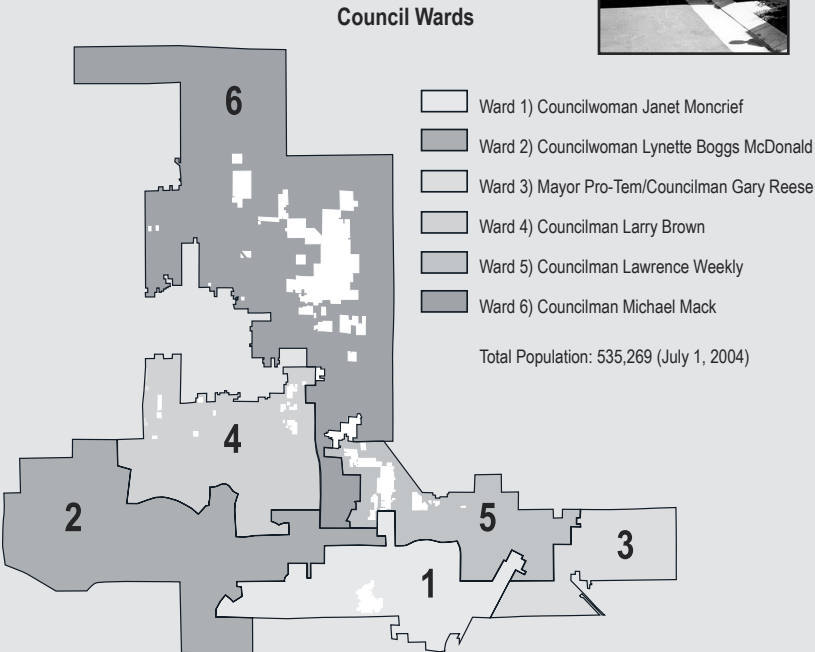 Council Wards
6
Ward 1) Councilwoman Janet Moncrief
Ward 2) Councilwoman Lynette Boggs McDonald
Ward 3) Mayor Pro-Tem/Councilman Gary Reese
Ward 4) Councilman Larry Brown
Ward 5) Councilman Lawrence Weekly
Ward 6) Councilman Michael Mack
Total Population: 535,269 (July 1, 2004)
4
2
5
3
1